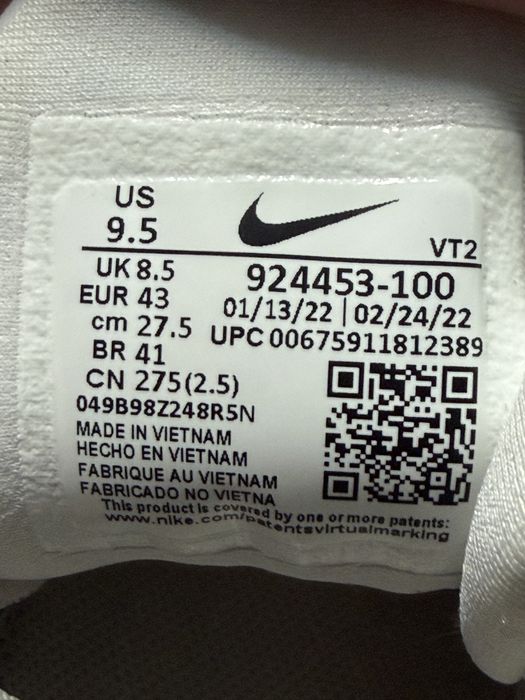 US
9.5
VT2
UK 8.5
924453-100
EUR 43
01/13/22 | 02/24/22
cm 27.5
UPC 00675911812389
BR 41
CN 275(2.5)
049B98Z248R5N
MADE IN VIETNAM
HECHO EN VIETNAM
FABRIQUE AU VIETNAM
FABRICADO NO VIETNA
This product is covered by one or more patents:
www.nike.com/patentsvirtualmarking